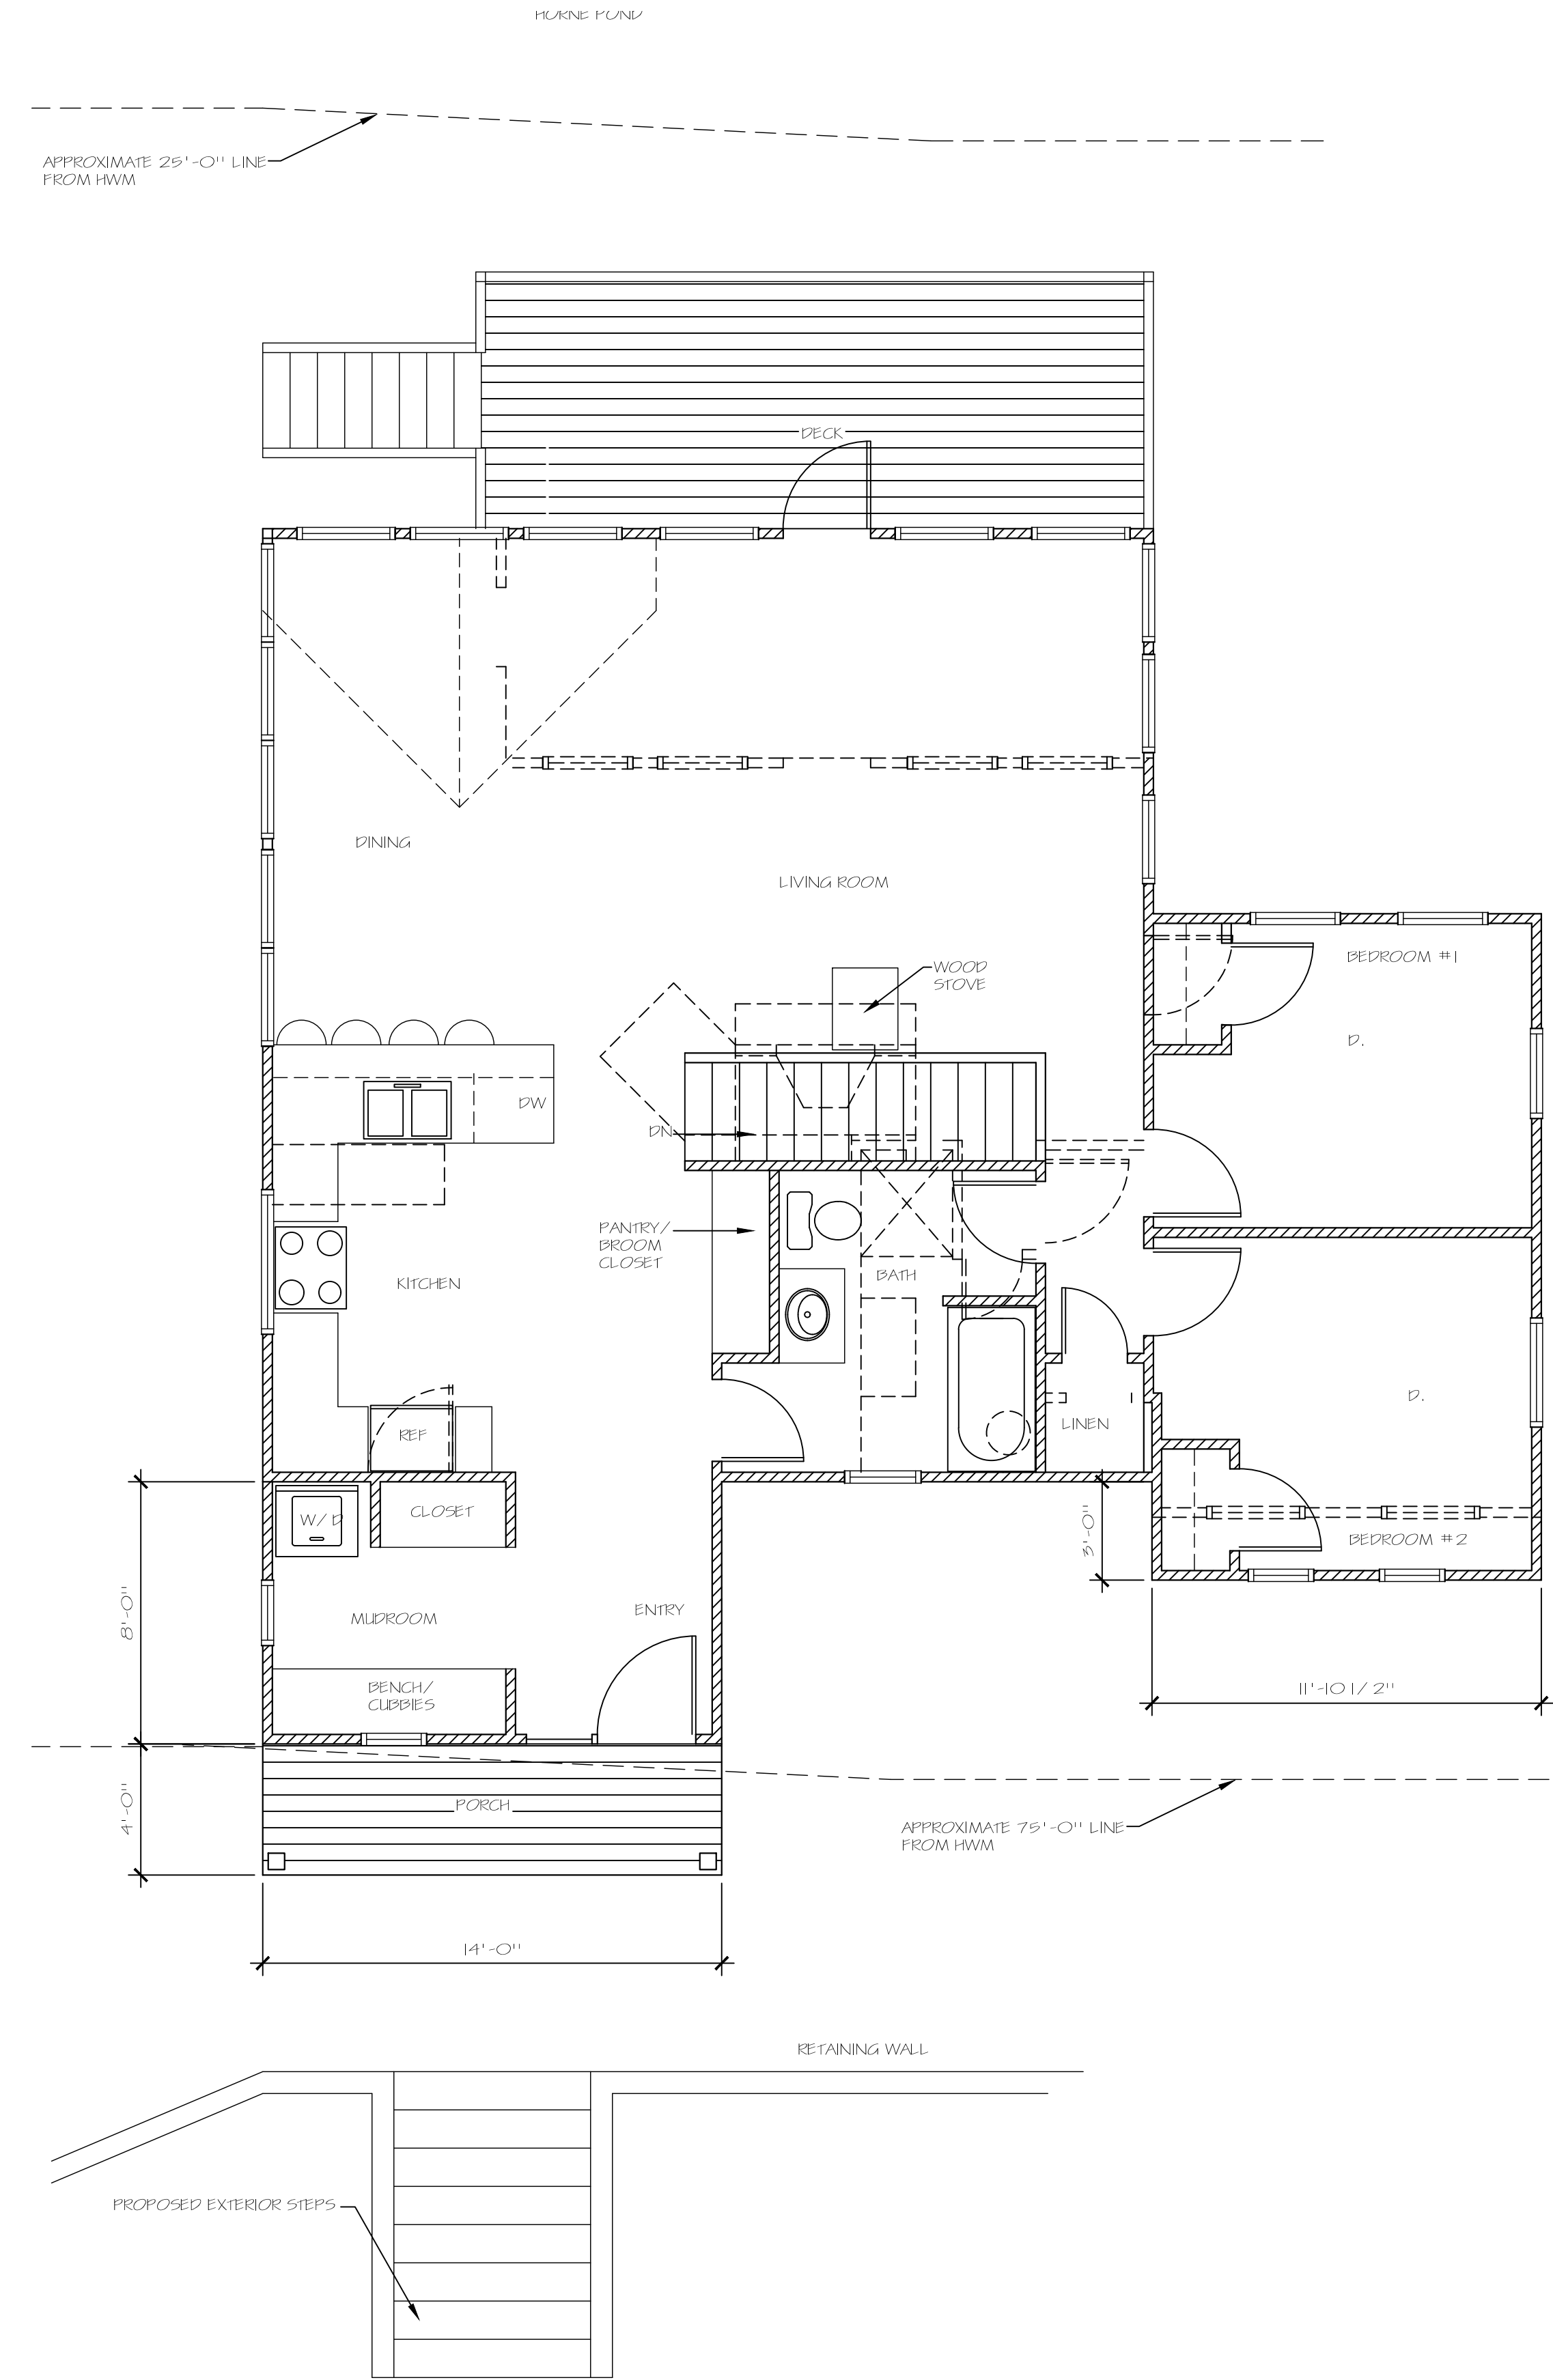 HORNE POND
APPROXIMATE 25'-0" LINE
FROM HWM
DECK
DINING
LIVING ROOM
WOOD
STOVE
BEDROOM #1
D.
DW
DN
PANTRY/
BROOM
CLOSET
KITCHEN
BATH
REF
LINEN
D.
W/D
CLOSET
3'-0"
BEDROOM #2
8'-0"
MUDROOM
ENTRY
BENCH/
CUBBIES
11'-10 1/2"
4'-0"
PORCH
APPROXIMATE 75'-0" LINE
FROM HWM
14'-0"
RETAINING WALL
PROPOSED EXTERIOR STEPS